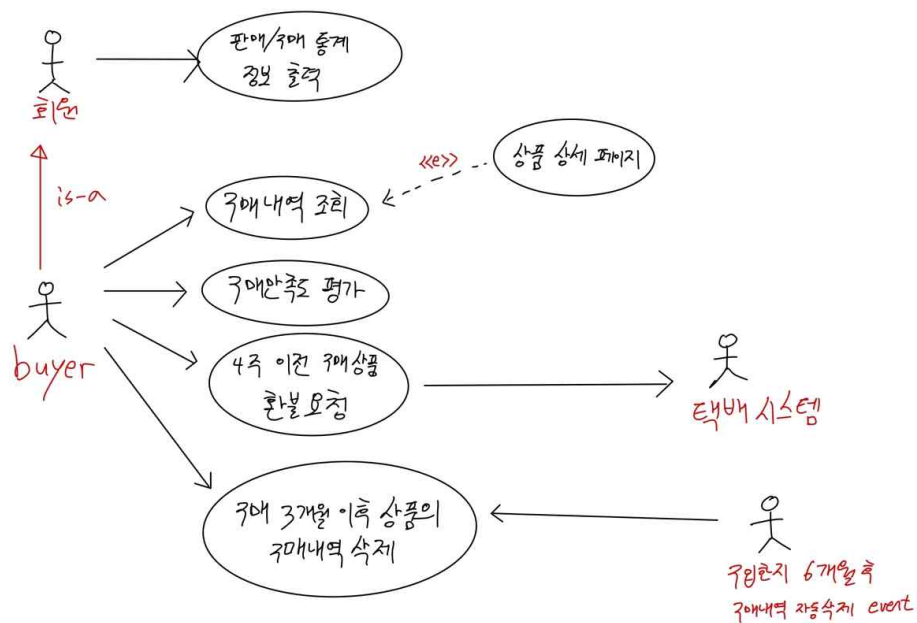 판매/구매 통계
정보 출력
회원
is-a
<<e>>
상품 상세 페이지
구매내역 조회
구매만족도 평가
buyer
4주 이전 구매상품
환불요청
택배 시스템
구매 3개월 이후 상품의
구매내역 삭제
구입한지 6개월 후
구매내역 자동삭제 event